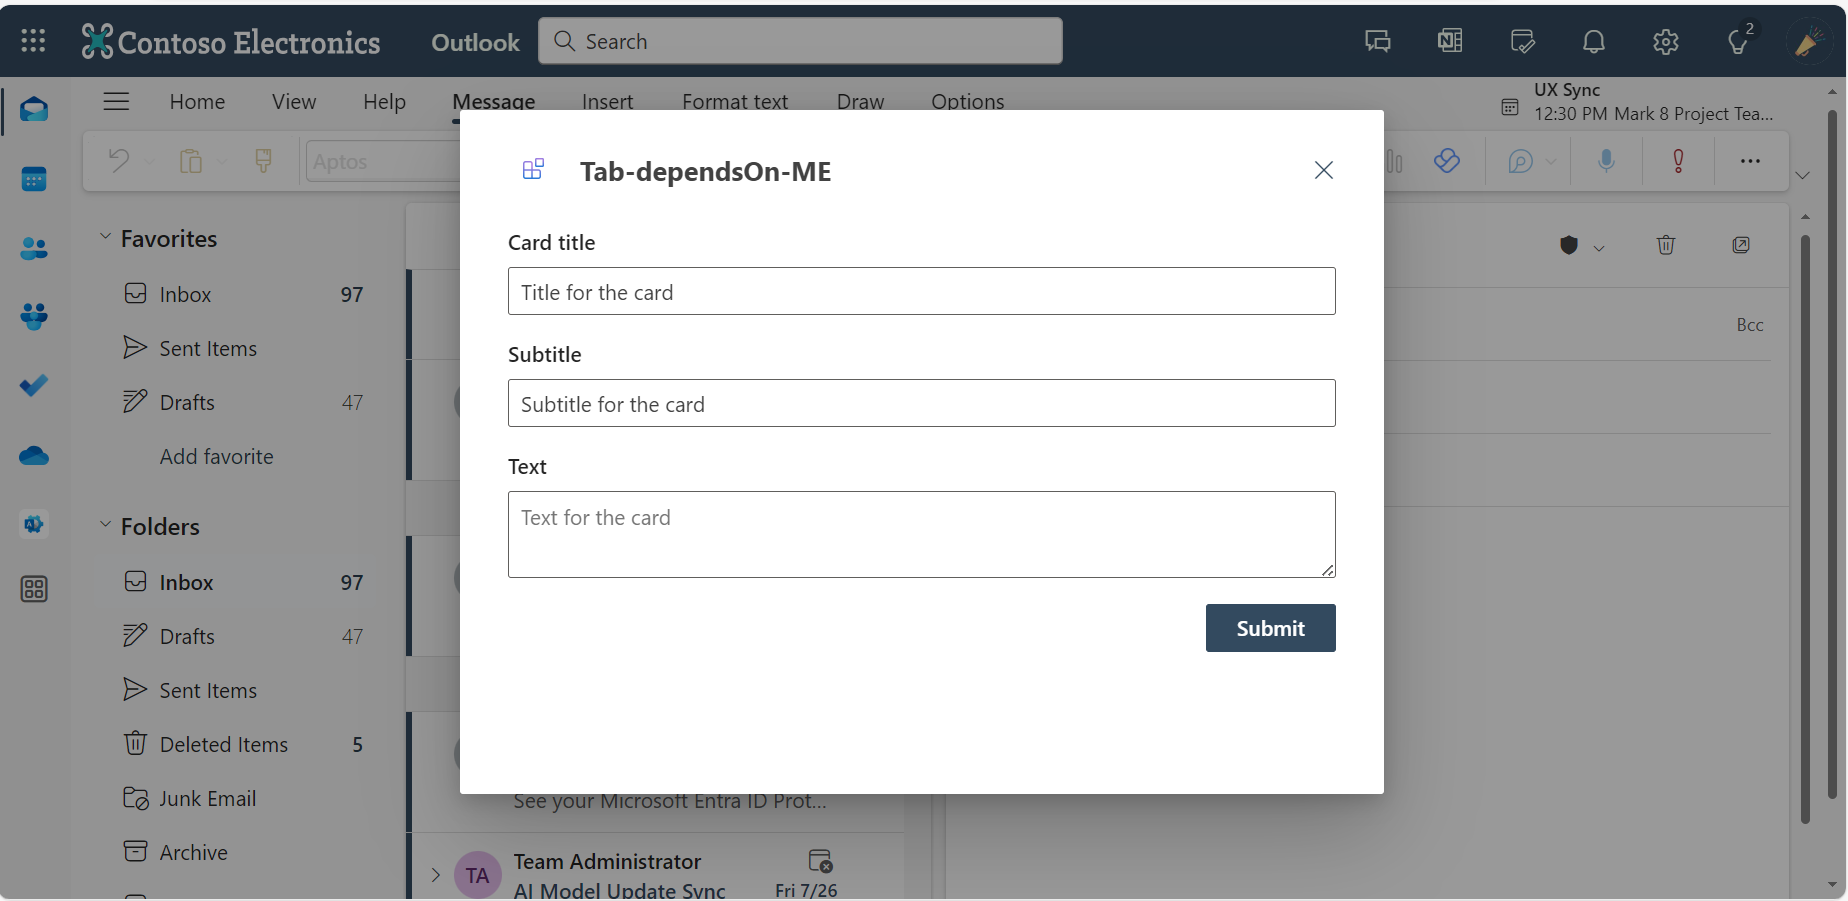 Contoso Electronics
Outlook
Search
2
Home
View
Help
Message
Insert
Format text
Draw
Options
UX Sync
12:30 PM Mark 8 Project Tea...
Aptos
Favorites
Inbox 97
Sent Items
Drafts 47
Add favorite
Folders
Inbox 97
Drafts 47
Sent Items
Deleted Items 5
Junk Email
Archive
Tab-dependsOn-ME
Card title
Title for the card
Subtitle
Subtitle for the card
Text
Text for the card
Submit
Bcc
See your Microsoft Entra ID Prot...
TA
Team Administrator
AI Model Update Sync
Fri 7/26